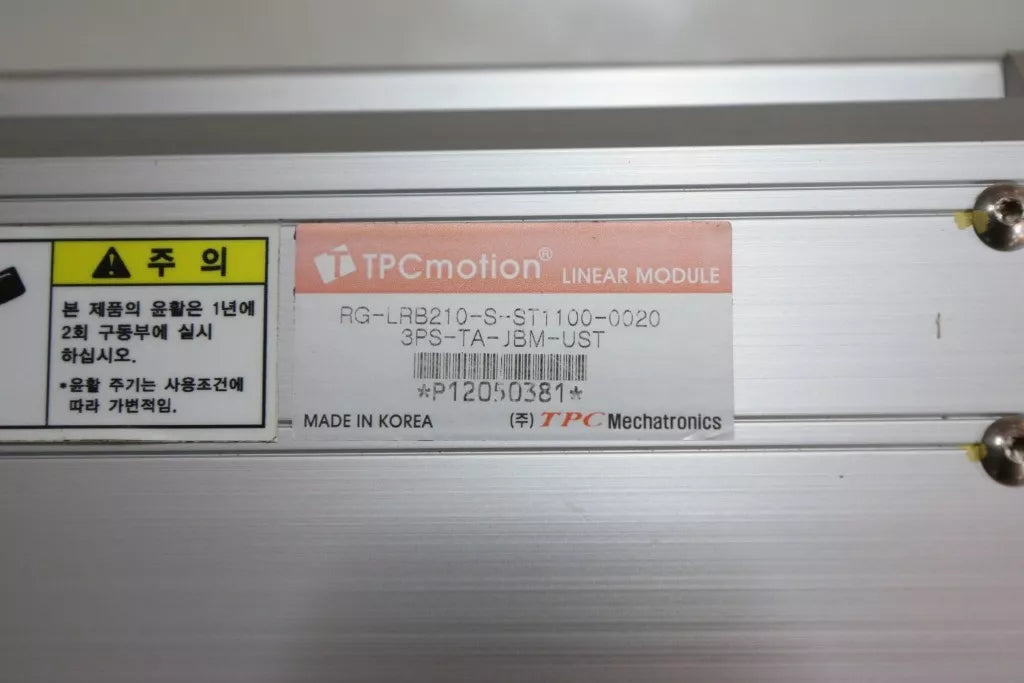 주 의
본 제품의 윤활은 1년에
2회 구동부에 실시
하십시오.
*윤활 주기는 사용조건에
따라 가변적임.
TPCmotion® LINEAR MODULE
RG-LRB210-S-ST1100-0020
3PS-TA-JBM-UST
*P12050381*
MADE IN KOREA (주) TPC Mechatronics